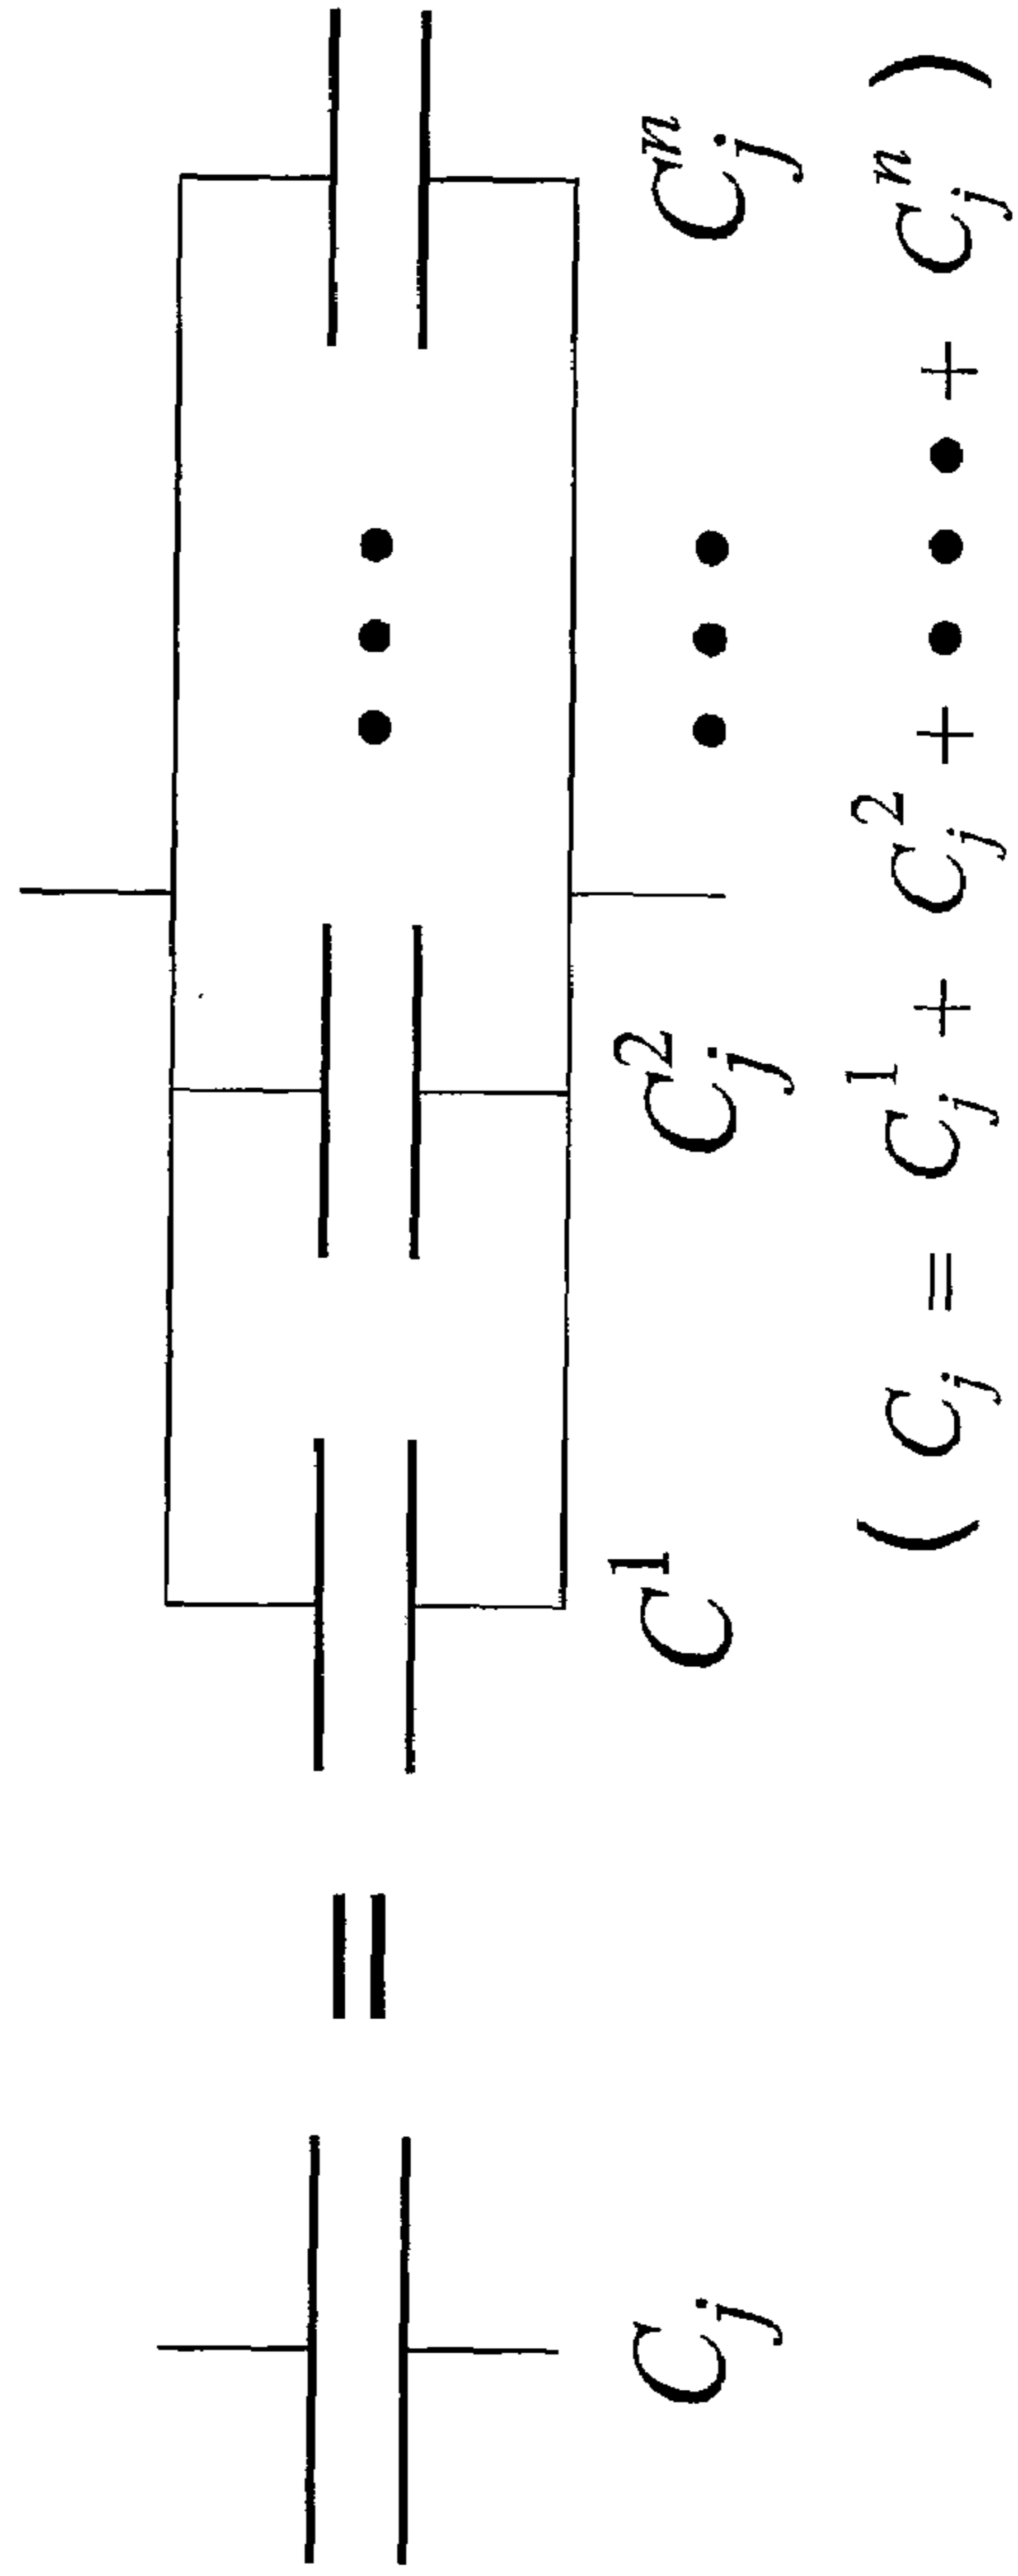 C_j = C^1 C_j^2 ••• C_j^n
( C_j = C_j^1 + C_j^2 + ••• + C_j^n )